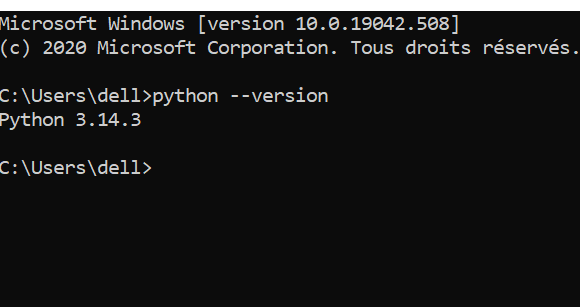 Microsoft Windows [version 10.0.19042.508]
(c) 2020 Microsoft Corporation. Tous droits réservés.
C:\Users\dell>python --version
Python 3.14.3
C:\Users\dell>